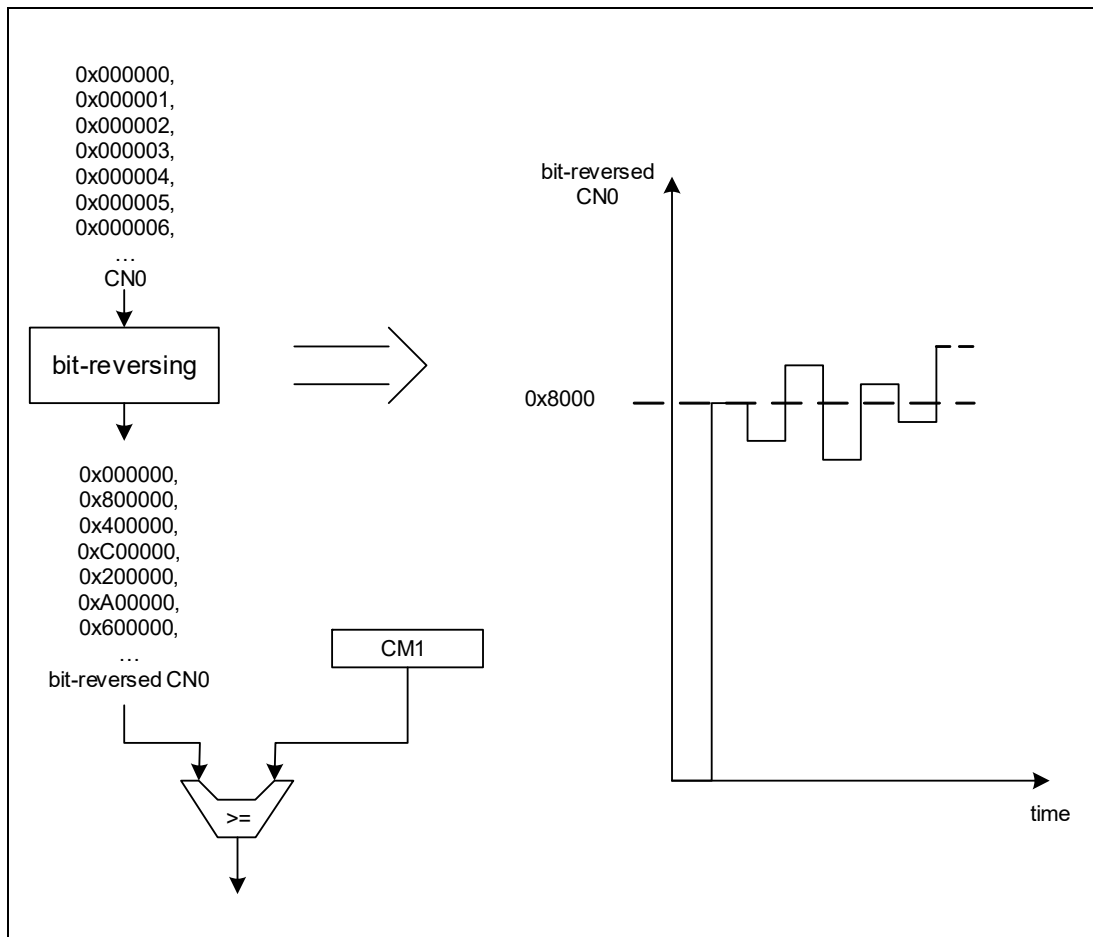 0x000000,
0x000001,
0x000002,
0x000003,
0x000004,
0x000005,
0x000006,
…
CN0
bit-reversing
0x000000,
0x800000,
0x400000,
0xC00000,
0x200000,
0xA00000,
0x600000,
…
bit-reversed CN0
CM1
>=
bit-reversed
CN0
0x8000
time